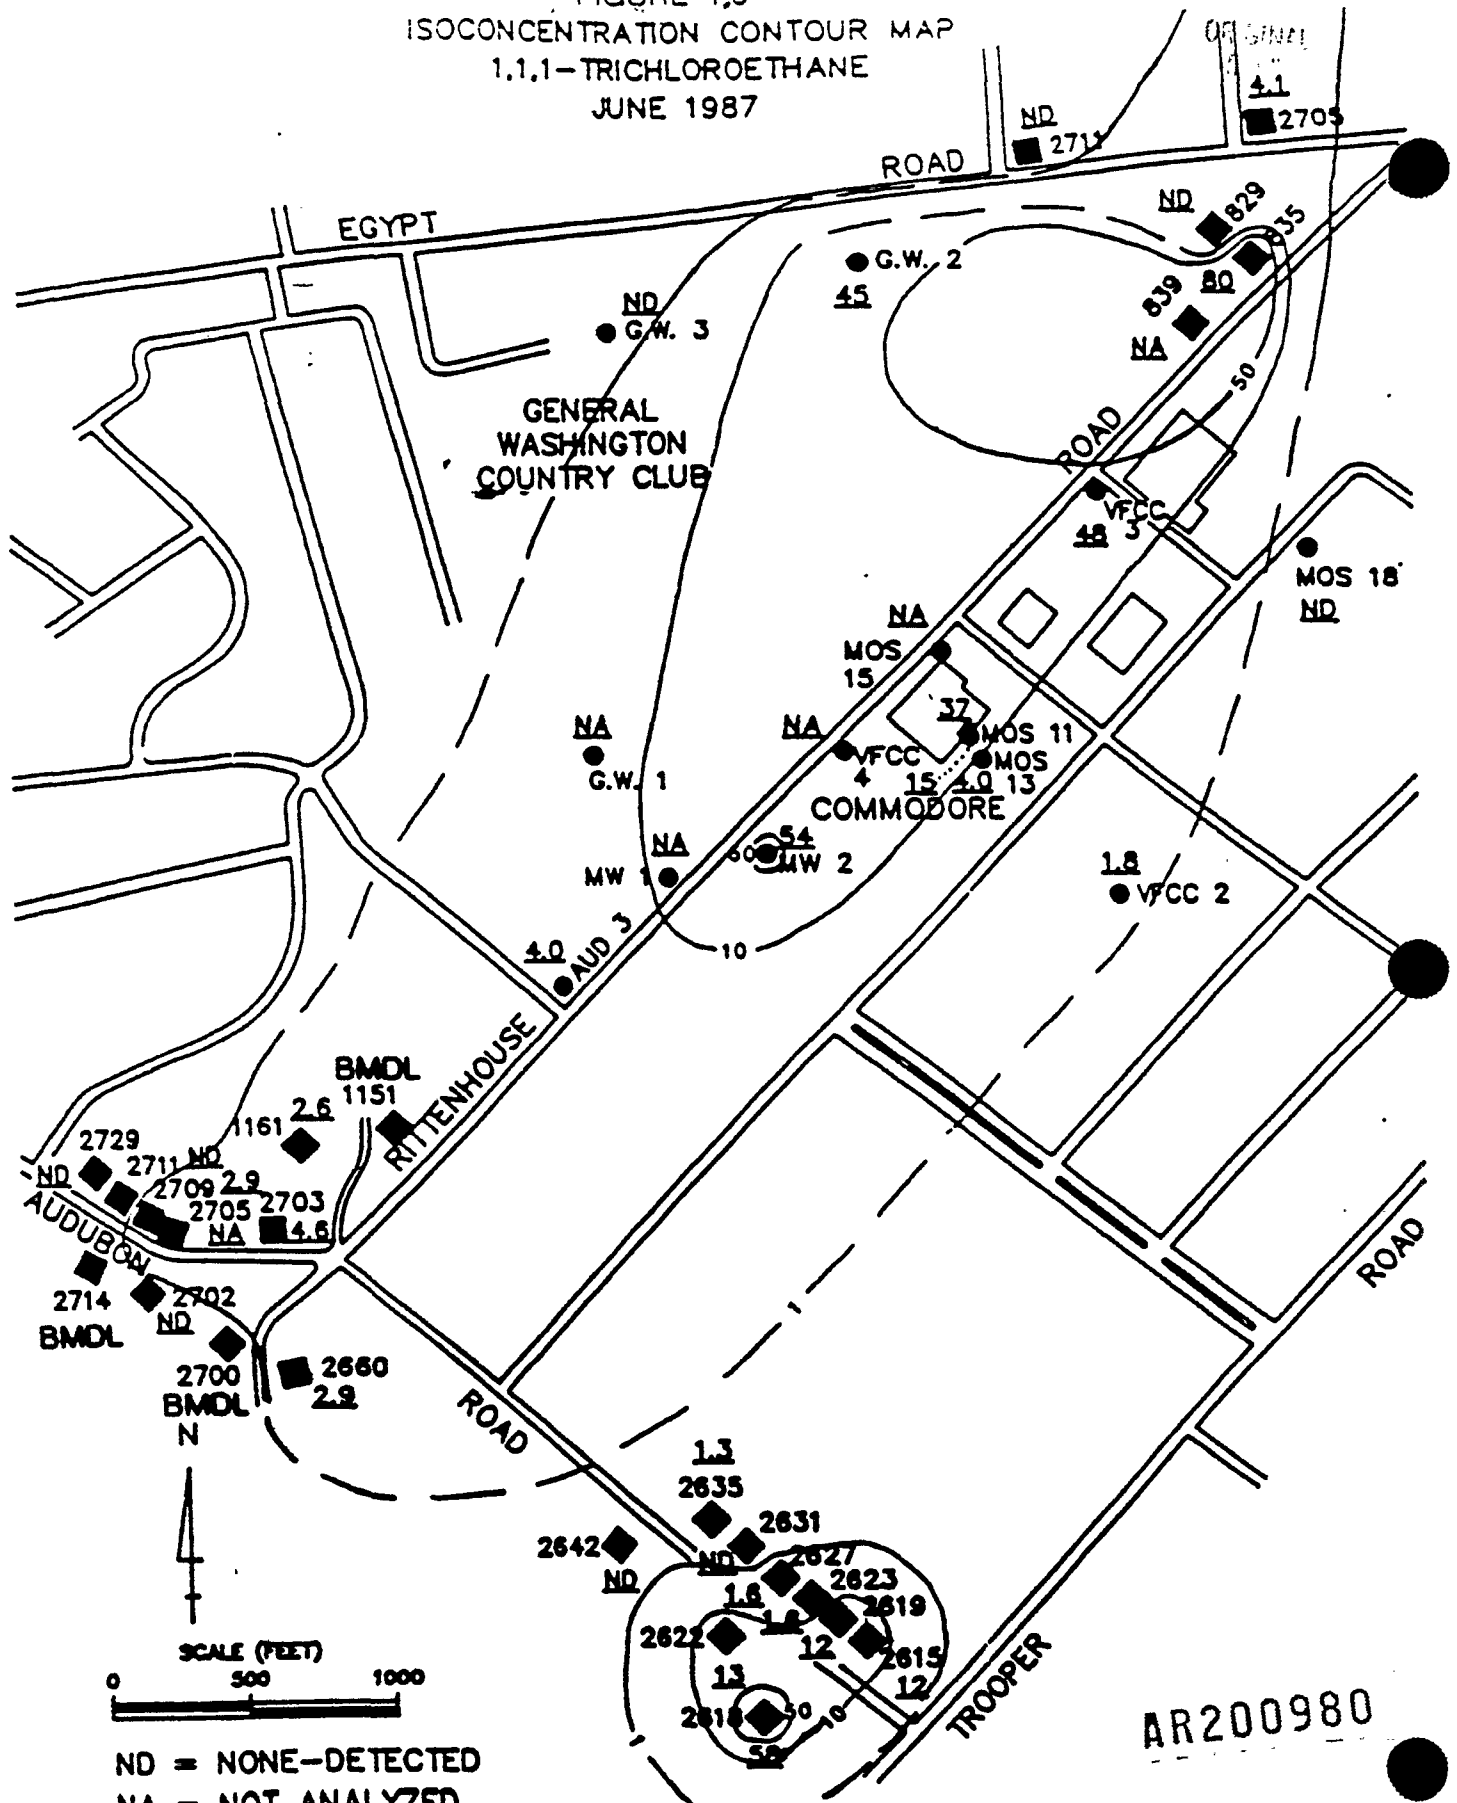 ISOCONCENTRATION CONTOUR MAP
1,1,1-TRICHLOROETHANE
JUNE 1987
4.1
2705
ND
2711
ROAD
EGYPT
ND
829
835
80
839
NA
G.W. 2
45
ND
G.W. 3
50
GENERAL
WASHINGTON
COUNTRY CLUB
ROAD
VFCC
3
48
MOS 18
ND
NA
MOS
15
37
MOS 11
MOS
13
15
4.0
NA
VFCC
4
COMMODORE
NA
G.W. 1
54
MW 2
NA
MW 1
1.8
VFCC 2
10
4.0
AUD 3
RITTENHOUSE
BMDL
1151
2.6
1161
2729
ND
2711
ND
2709
2.9
2705
NA
2703
4.6
AUDUBON
2714
BMDL
2702
ND
2700
BMDL
2660
2.9
ROAD
ROAD
1
N
1.3
2635
2631
ND
2642
ND
2627
1.6
2623
1.6
2619
12
2615
12
2622
13
2618
50
58
10
1
TROOPER
SCALE (FEET)
0 500 1000
AR200980
ND = NONE-DETECTED
NA = NOT ANALYZED